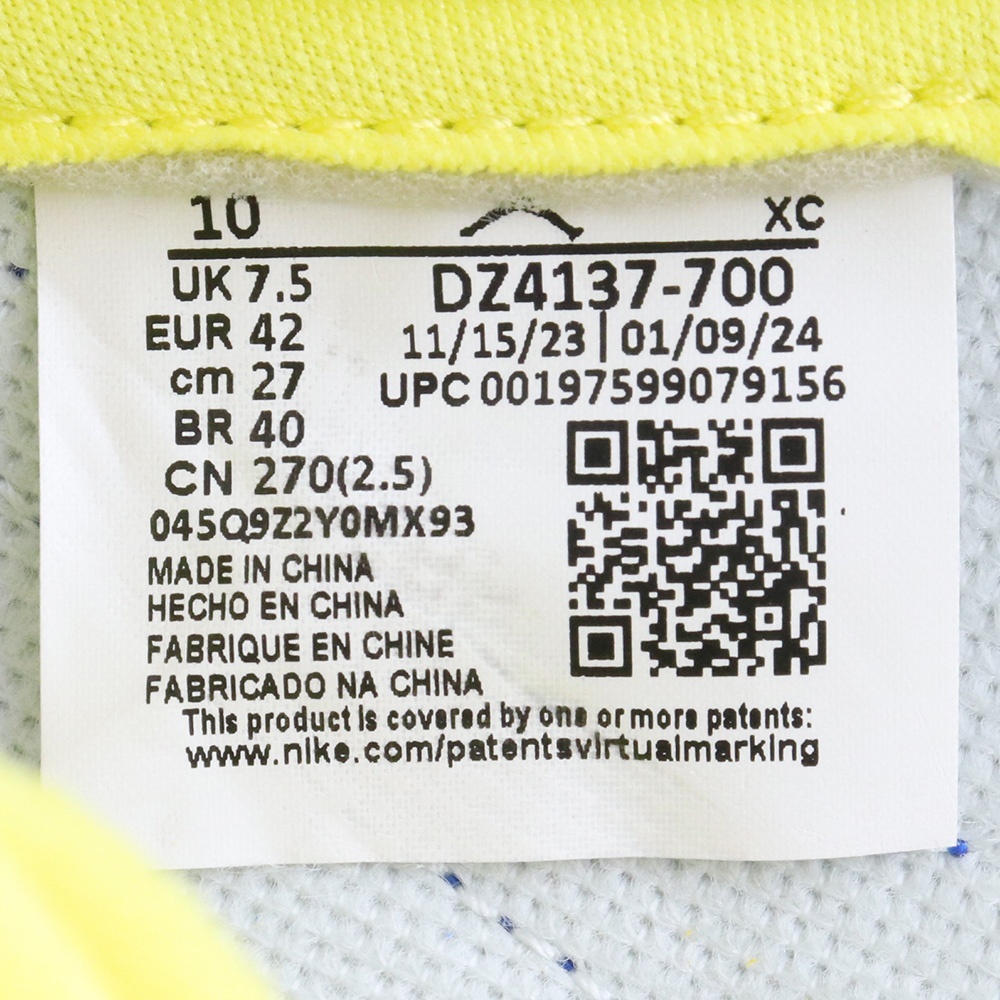 10 XC
UK 7.5 DZ4137-700
EUR 42 11/15/23 | 01/09/24
cm 27 UPC 00197599079156
BR 40
CN 270(2.5)
045Q9Z2Y0MX93
MADE IN CHINA
HECHO EN CHINA
FABRIQUE EN CHINE
FABRICADO NA CHINA
This product is covered by one or more patents:
www.nike.com/patentsvirtualmarking